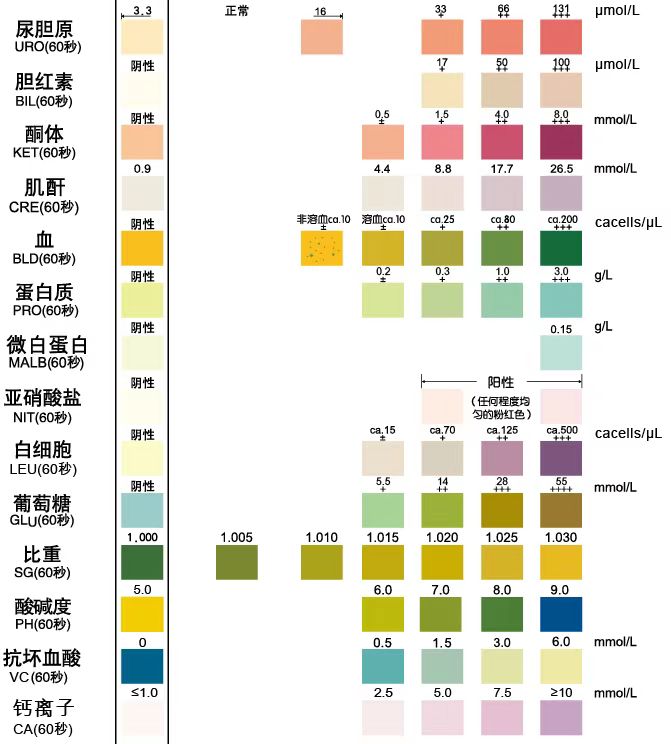 3.3 正常 16 33 66 131 µmol/L
+ ++ +++
尿胆原
URO(60秒)
阴性 17 50 100 µmol/L
+ ++ +++
胆红素
BIL(60秒)
阴性 0.5 1.5 4.0 8.0 mmol/L
± + ++ +++
酮体
KET(60秒)
0.9 4.4 8.8 17.7 26.5 mmol/L
肌酐
CRE(60秒)
阴性 非溶血ca.10 溶血ca.10 ca.25 ca.80 ca.200 cacells/µL
± ± + ++ +++
血
BLD(60秒)
阴性 0.2 0.3 1.0 3.0 g/L
± + ++ +++
蛋白质
PRO(60秒)
阴性 0.15 g/L
微白蛋白
MALB(60秒)
阴性 阳性
亚硝酸盐 (任何程度均
NIT(60秒) 匀的粉红色)
阴性 ca.15 ca.70 ca.125 ca.500 cacells/µL
± + ++ +++
白细胞
LEU(60秒)
阴性 5.5 14 28 55 mmol/L
+ ++ +++ ++++
葡萄糖
GLU(60秒)
1,000 1.005 1.010 1.015 1.020 1.025 1.030
比重
SG(60秒)
5.0 6.0 7.0 8.0 9.0
酸碱度
PH(60秒)
0 0.5 1.5 3.0 6.0 mmol/L
抗坏血酸
VC(60秒)
≤1.0 2.5 5.0 7.5 ≥10 mmol/L
钙离子
CA(60秒)